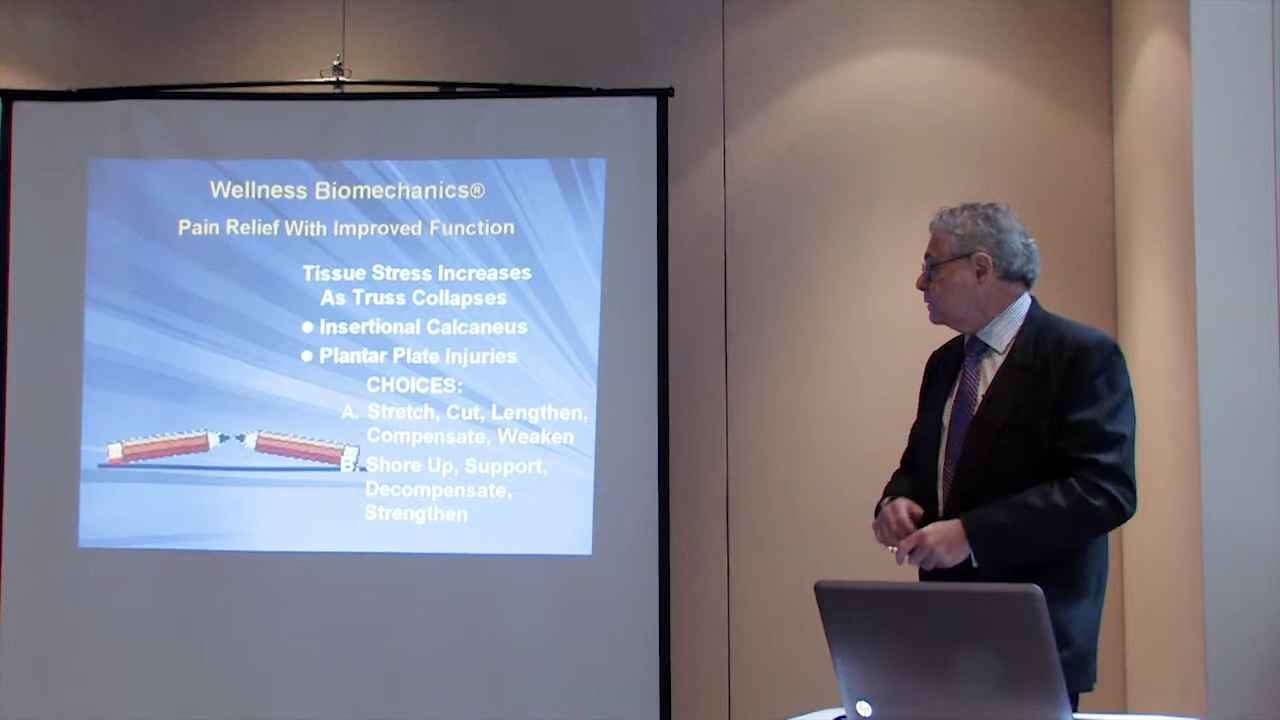 Wellness Biomechanics®
Pain Relief With Improved Function
Tissue Stress Increases
As Truss Collapses
● Insertional Calcaneus
● Plantar Plate Injuries
CHOICES:
A. Stretch, Cut, Lengthen,
Compensate, Weaken
B. Shore Up, Support,
Decompensate,
Strengthen
hp